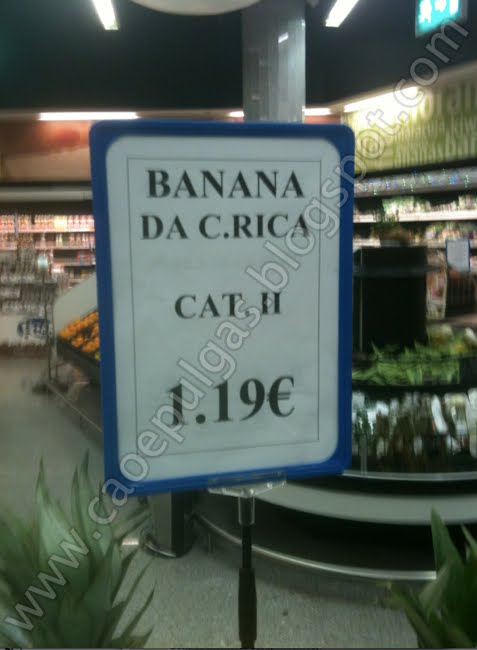 BANANA
DA C.RICA
CAT. II
1.19€
www.caoepulgas.blogspot.com